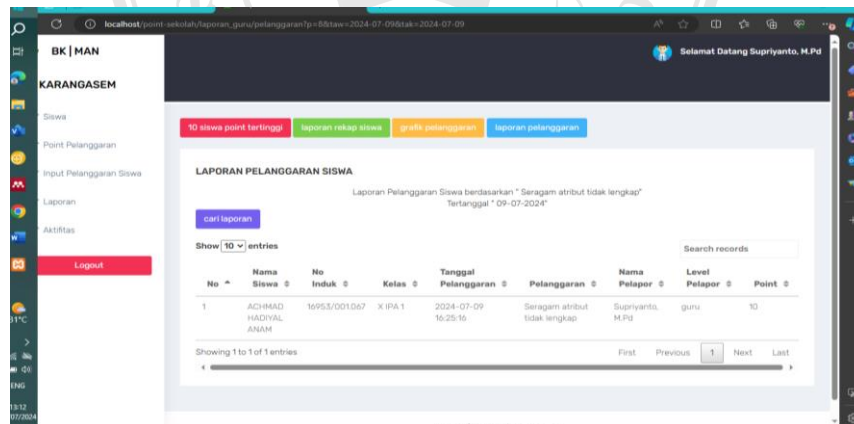 localhost/point-sekolah/laporan_guru/pelanggaran?p=8&taw=2024-07-09&tak=2024-07-09
BK | MAN
KARANGASEM
Selamat Datang Supriyanto, M.Pd
Siswa
Point Pelanggaran
Input Pelanggaran Siswa
Laporan
Aktifitas
Logout
10 siswa point tertinggi laporan rekap siswa grafik pelanggaran laporan pelanggaran
LAPORAN PELANGGARAN SISWA
Laporan Pelanggaran Siswa berdasarkan " Seragam atribut tidak lengkap"
Tertanggal " 09-07-2024"
cari laporan
Show 10 entries
Search records
No Nama Siswa No Induk Kelas Tanggal Pelanggaran Pelanggaran Nama Pelapor Level Pelapor Point
1 ACHMAD HADIYAL ANAM 16953/001.067 X IPA 1 2024-07-09 16:25:16 Seragam atribut tidak lengkap Supriyanto, M.Pd guru 10
Showing 1 to 1 of 1 entries
First Previous 1 Next Last
31°C
ENG
13:12
07/2024